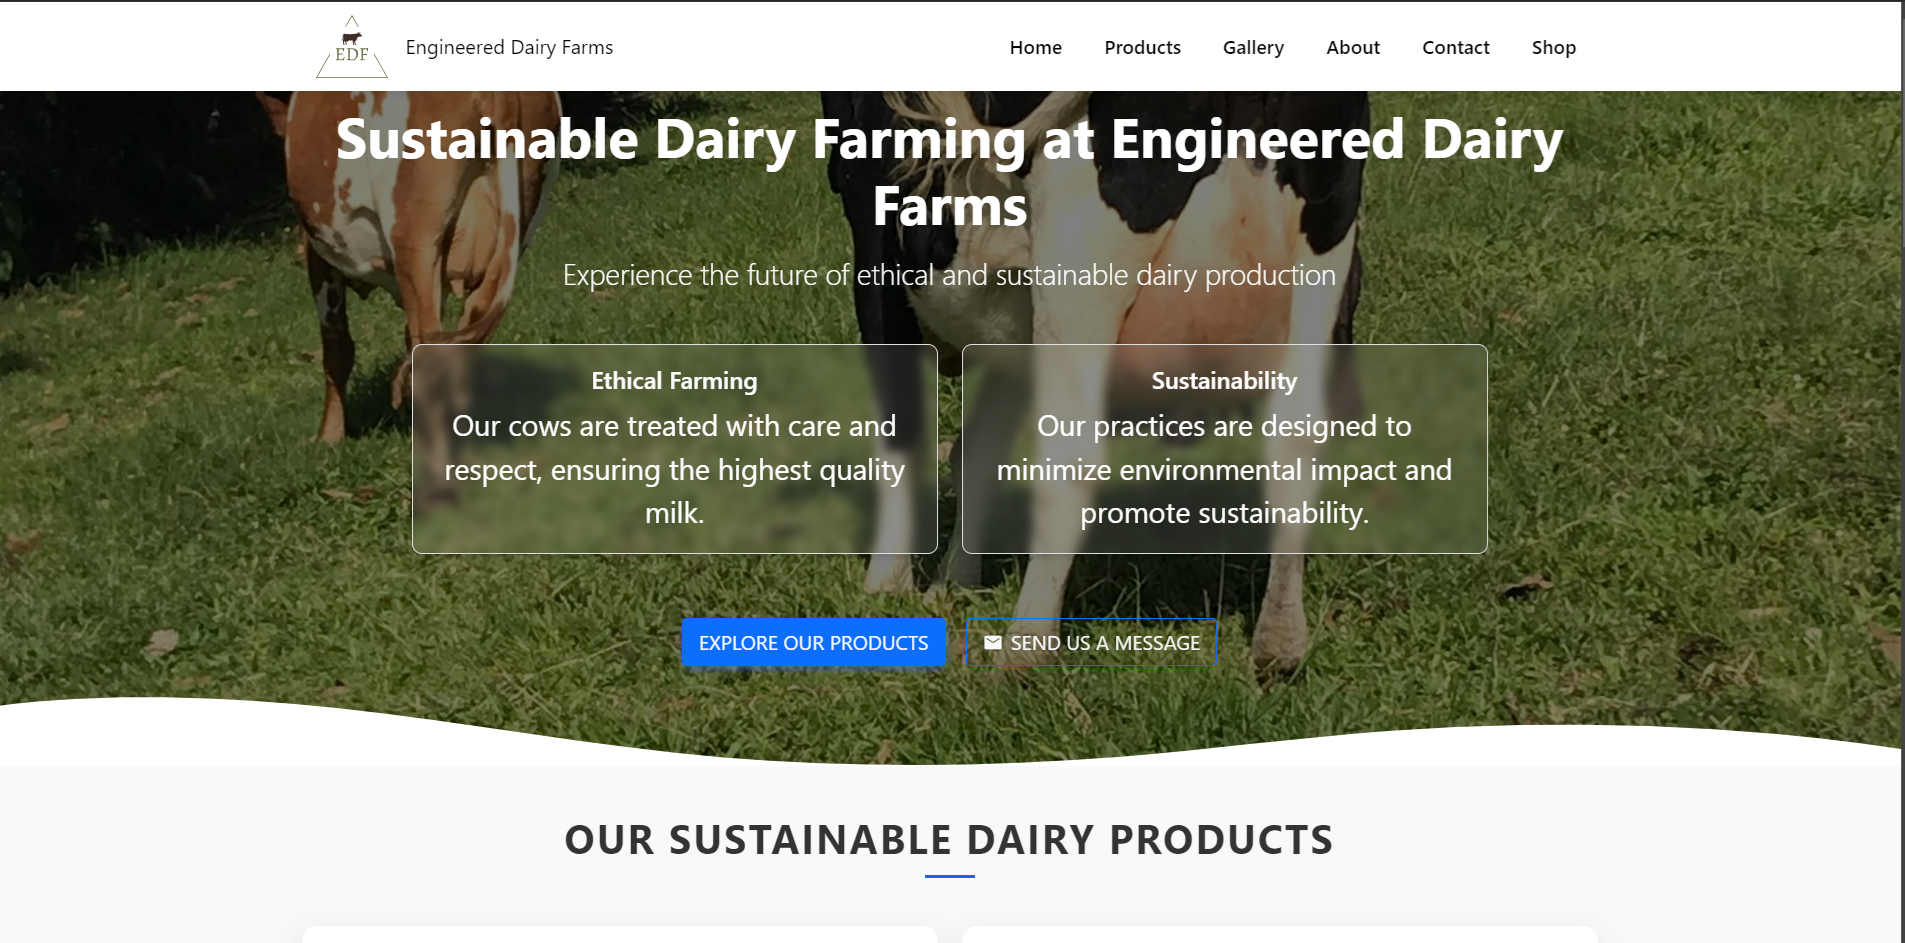 EDF
Engineered Dairy Farms
Home
Products
Gallery
About
Contact
Shop
Sustainable Dairy Farming at Engineered Dairy
Farms
Experience the future of ethical and sustainable dairy production
Ethical Farming
Our cows are treated with care and
respect, ensuring the highest quality
milk.
Sustainability
Our practices are designed to
minimize environmental impact and
promote sustainability.
EXPLORE OUR PRODUCTS
SEND US A MESSAGE
OUR SUSTAINABLE DAIRY PRODUCTS